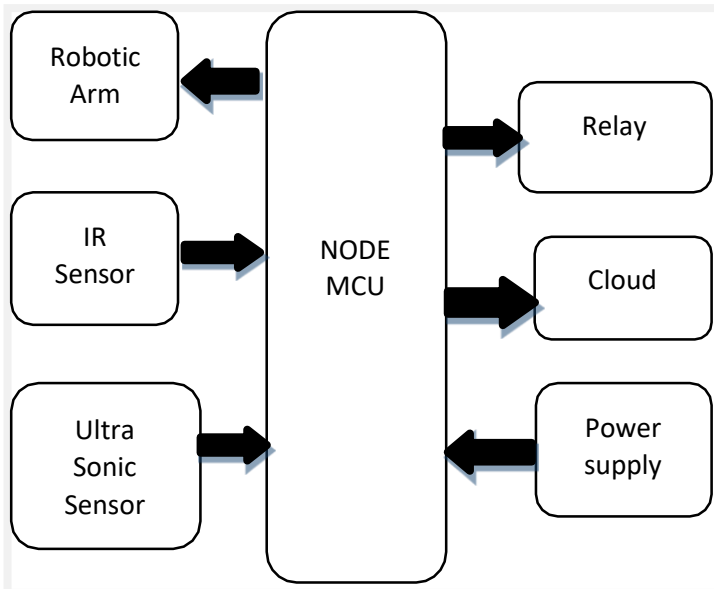 Robotic
Arm
IR
Sensor
Ultra
Sonic
Sensor
NODE
MCU
Relay
Cloud
Power
supply